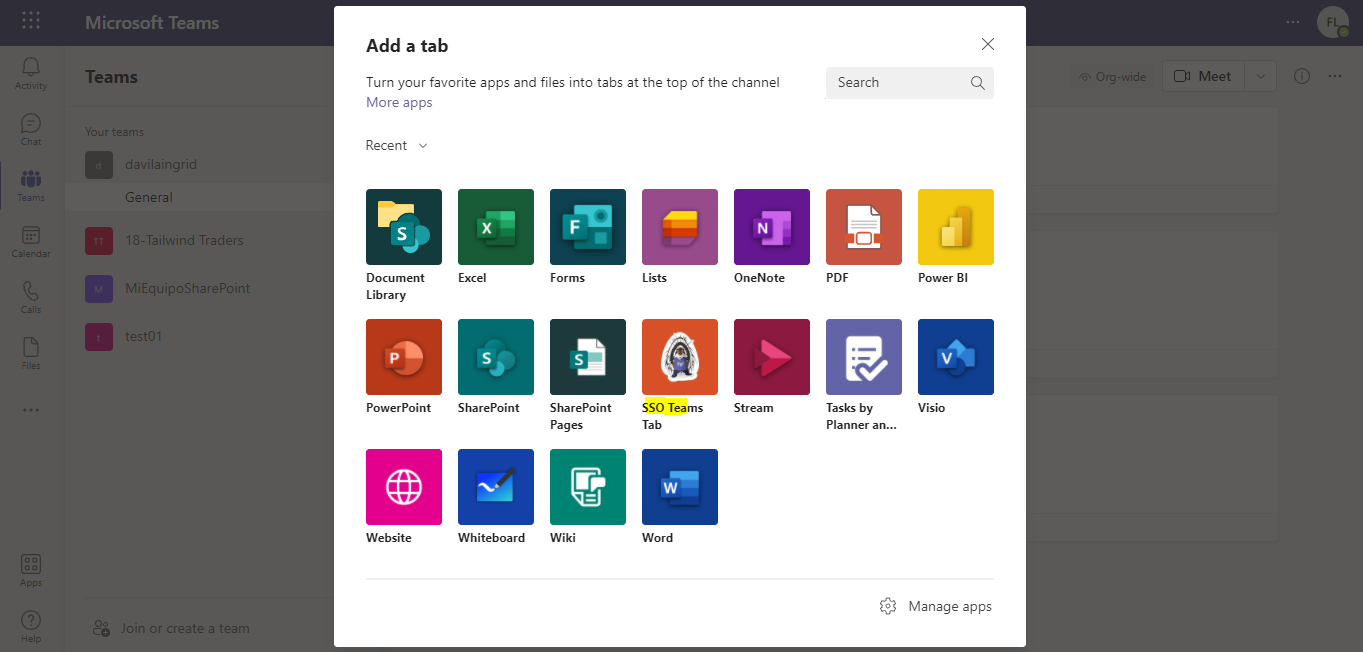 Microsoft Teams
FL
Activity
Chat
Teams
Calendar
Calls
Files
Apps
Help
Teams
Your teams
d
davilaingrid
General
TT
18-Tailwind Traders
M
MiEquipoSharePoint
t
test01
Join or create a team
Org-wide
Meet
Add a tab
Turn your favorite apps and files into tabs at the top of the channel
More apps
Search
Recent
S
X
F
N
Document
Library
Excel
Forms
Lists
OneNote
PDF
Power BI
P
S
S
V
PowerPoint
SharePoint
SharePoint
Pages
SSO Teams
Tab
Stream
Tasks by
Planner an...
Visio
W
Website
Whiteboard
Wiki
Word
Manage apps